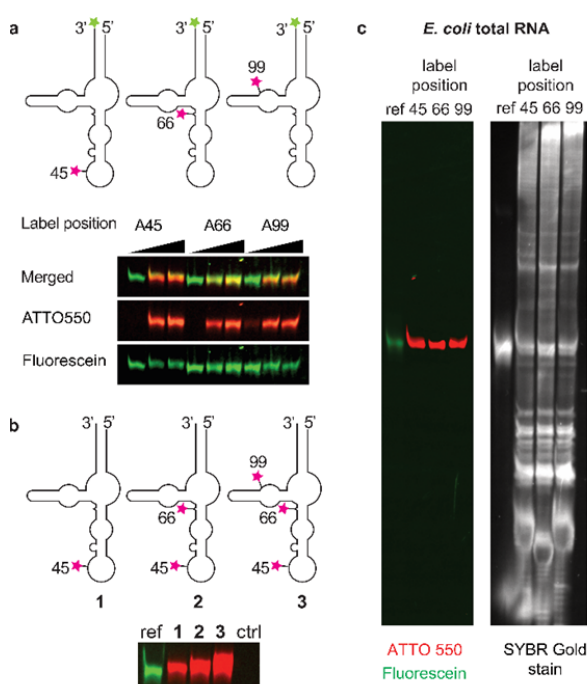 a
3' 5' 3' 5' 3' 5'
99
66
45
Label position A45 A66 A99
Merged
ATTO550
Fluorescein
b
3' 5' 3' 5' 3' 5'
99
66 66
45 45 45
1 2 3
ref 1 2 3 ctrl
c E. coli total RNA
label position label position
ref 45 66 99 ref 45 66 99
ATTO 550 SYBR Gold
Fluorescein stain